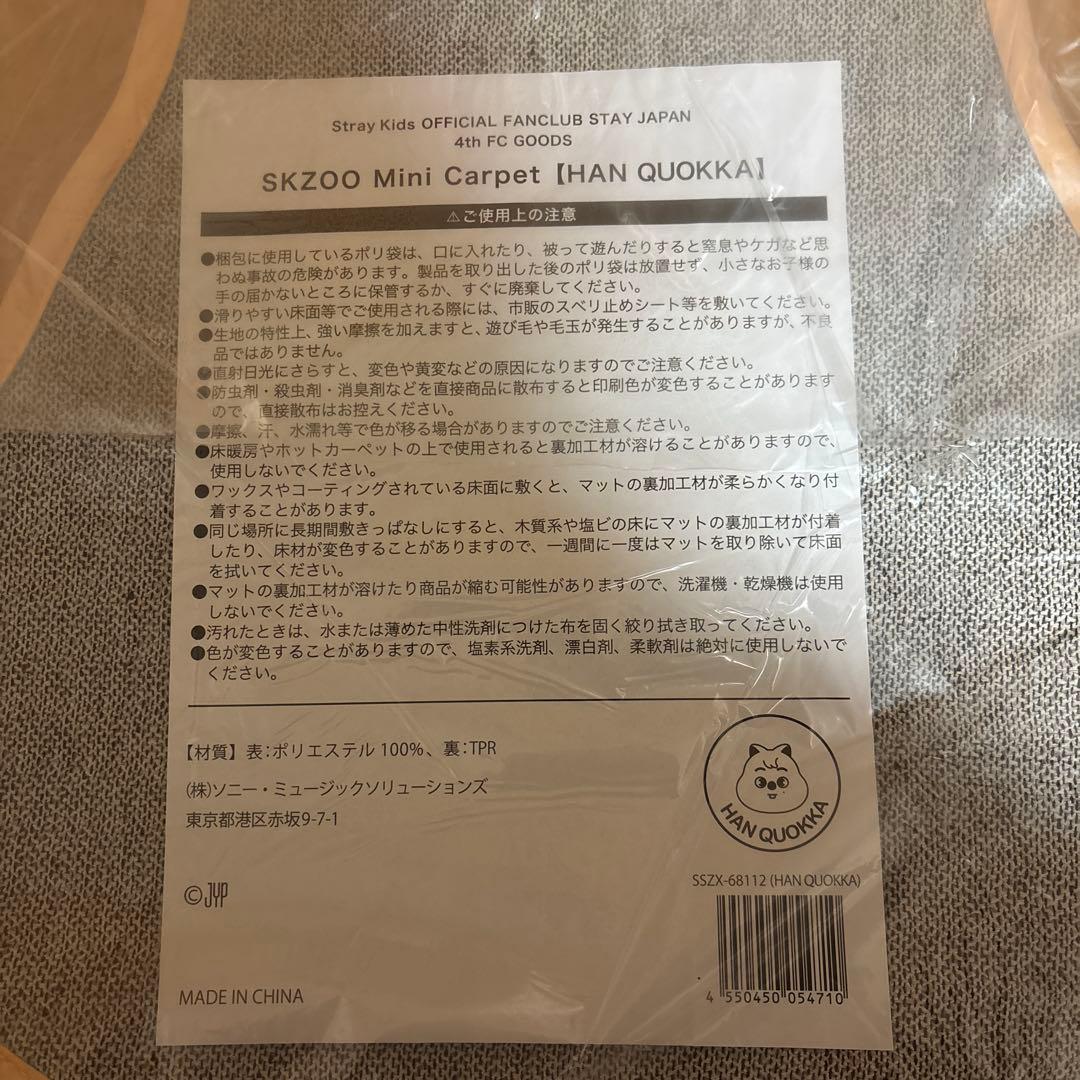 Stray Kids OFFICIAL FANCLUB STAY JAPAN
4th FC GOODS
SKZOO Mini Carpet【HAN QUOKKA】
⚠ご使用上の注意
●梱包に使用しているポリ袋は、口に入れたり、被って遊んだりすると窒息やケガなど思
わぬ事故の危険があります。製品を取り出した後のポリ袋は放置せず、小さなお子様の
手の届かないところに保管するか、すぐに廃棄してください。
●滑りやすい床面等でご使用される際には、市販のスベリ止めシート等を敷いてください。
●生地の特性上、強い摩擦を加えますと、遊び毛や毛玉が発生することがありますが、不良
品ではありません。
●直射日光にさらすと、変色や黄変などの原因になりますのでご注意ください。
●防虫剤・殺虫剤・消臭剤などを直接商品に散布すると印刷色が変色することがあります
ので、直接散布はお控えください。
●摩擦、汗、水濡れ等で色が移る場合がありますのでご注意ください。
●床暖房やホットカーペットの上で使用されると裏加工材が溶けることがありますので、
使用しないでください。
●ワックスやコーティングされている床面に敷くと、マットの裏加工材が柔らかくなり付
着することがあります。
●同じ場所に長期間敷きっぱなしにすると、木質系や塩ビの床にマットの裏加工材が付着
したり、床材が変色することがありますので、一週間に一度はマットを取り除いて床面
を拭いてください。
●マットの裏加工材が溶けたり商品が縮む可能性がありますので、洗濯機・乾燥機は使用
しないでください。
●汚れたときは、水または薄めた中性洗剤につけた布を固く絞り拭き取ってください。
●色が変色することがありますので、塩素系洗剤、漂白剤、柔軟剤は絶対に使用しないで
ください。
【材質】表:ポリエステル 100%、裏:TPR
(株)ソニー・ミュージックソリューションズ
東京都港区赤坂9-7-1
HAN QUOKKA
©JYP
SSZX-68112 (HAN QUOKKA)
MADE IN CHINA
4 550450 054710